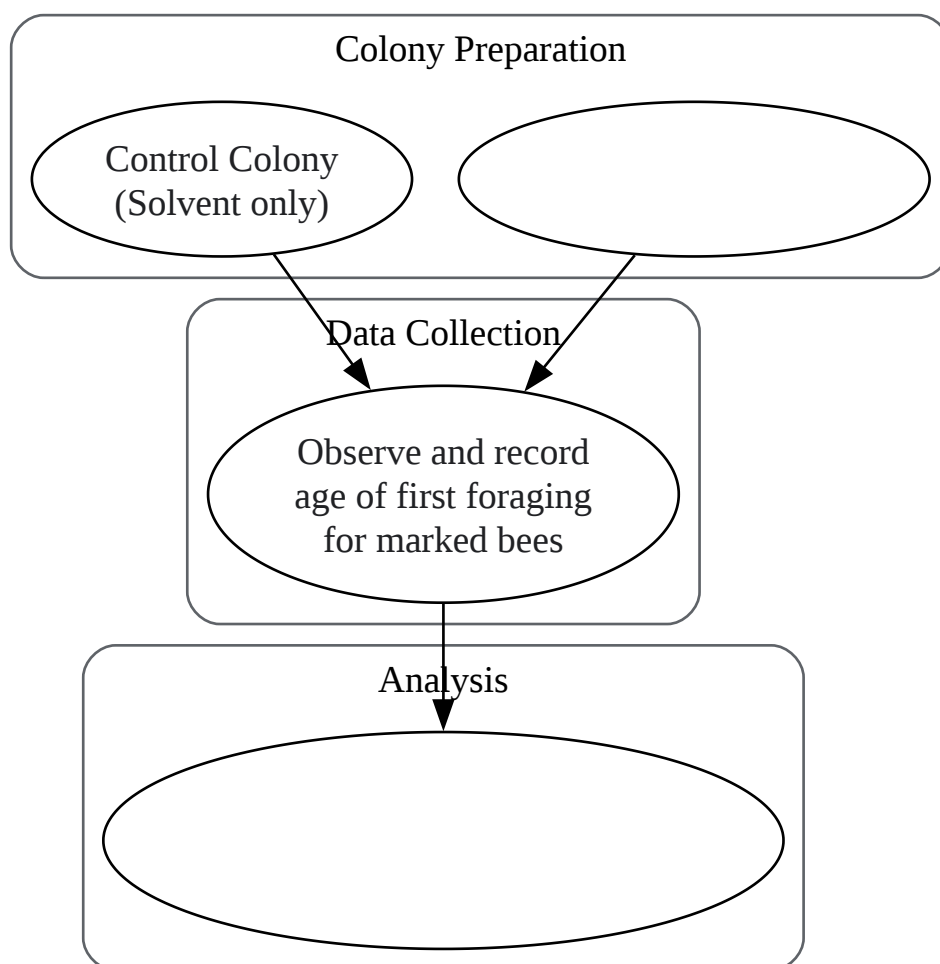 Colony Preparation
Control Colony
(Solvent only)
Data Collection
Observe and record
age of first foraging
for marked bees
Analysis